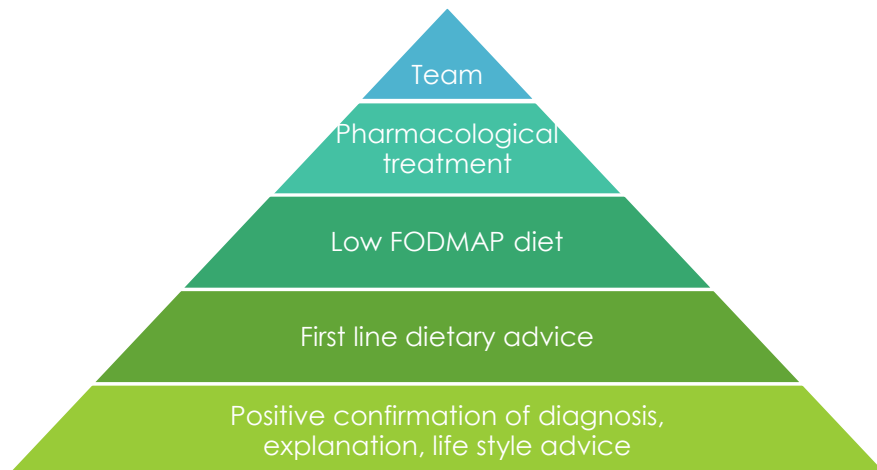 Team
Pharmacological
treatment
Low FODMAP diet
First line dietary advice
Positive confirmation of diagnosis,
explanation, life style advice